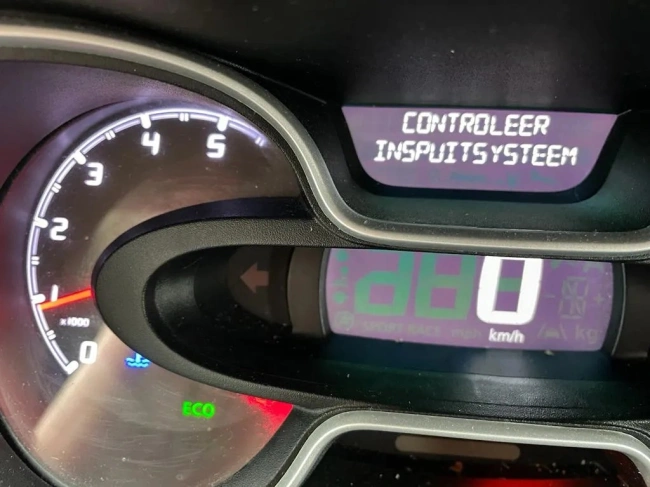 CONTROLEER
INSPUITSYSTEEM
5
4
3
2
1
x1000
0
0
km/h
ECO